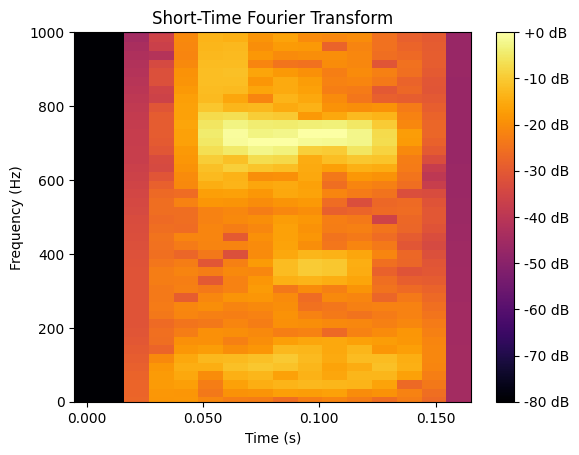 Short-Time Fourier Transform
1000
800
600
400
200
0
Frequency (Hz)
0.000
0.050
0.100
0.150
Time (s)
+0 dB
-10 dB
-20 dB
-30 dB
-40 dB
-50 dB
-60 dB
-70 dB
-80 dB